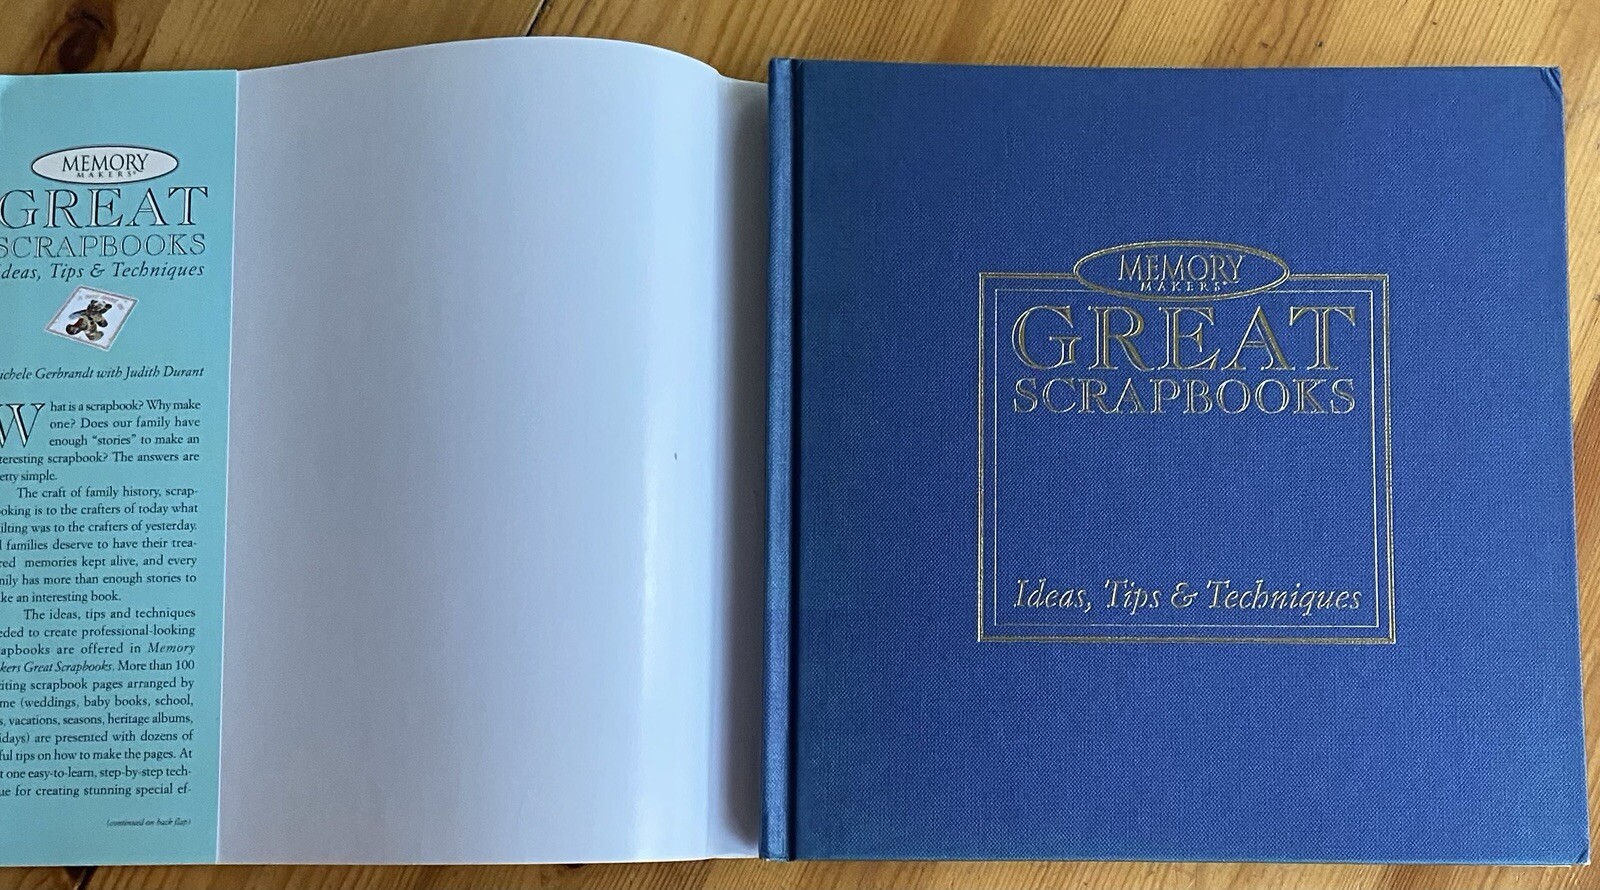 MEMORY
MAKERS®
GREAT
SCRAPBOOKS
deas, Tips & Techniques
ichele Gerbrandt with Judith Durant
What is a scrapbook? Why make
one? Does our family have
enough "stories" to make an
teresting scrapbook? The answers are
etty simple.
The craft of family history, scrap-
ooking is to the crafters of today what
ilting was to the crafters of yesterday.
l families deserve to have their trea-
red memories kept alive, and every
mily has more than enough stories to
ke an interesting book.
The ideas, tips and techniques
eded to create professional-looking
apbooks are offered in Memory
kers Great Scrapbooks. More than 100
iting scrapbook pages arranged by
me (weddings, baby books, school,
s, vacations, seasons, heritage albums,
idays) are presented with dozens of
ful tips on how to make the pages. At
t one easy-to-learn, step-by-step tech-
ue for creating stunning special ef-
(continued on back flap)
MEMORY
MAKERS®
GREAT
SCRAPBOOKS
Ideas, Tips & Techniques